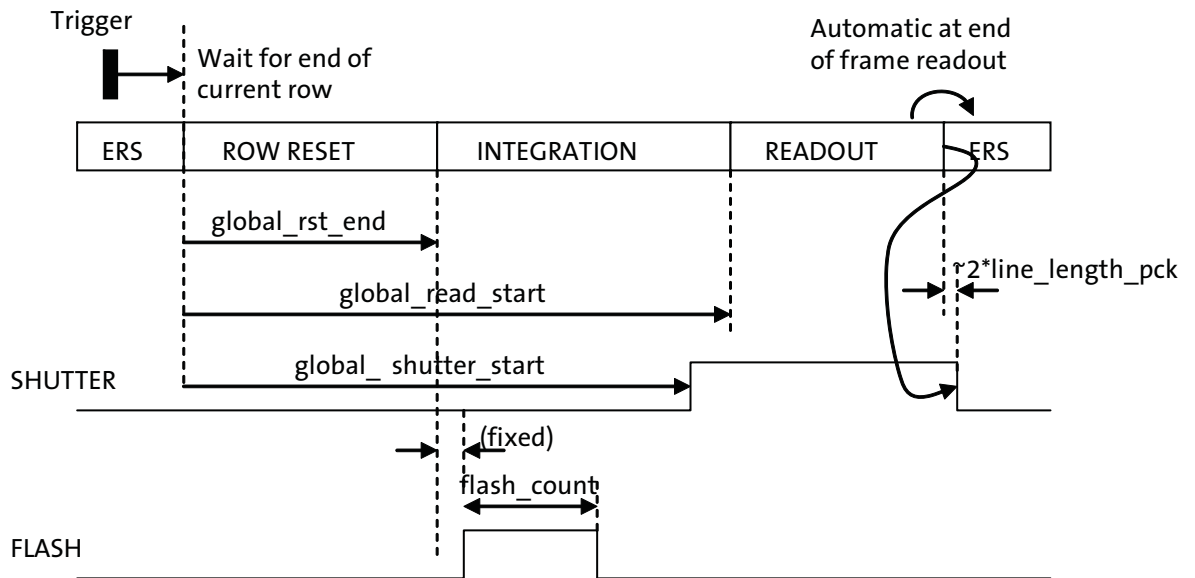 Trigger
Wait for end of
current row
Automatic at end
of frame readout
ERS
ROW RESET
INTEGRATION
READOUT
ERS
global_rst_end
~2*line_length_pck
global_read_start
global_ shutter_start
SHUTTER
(fixed)
flash_count
FLASH